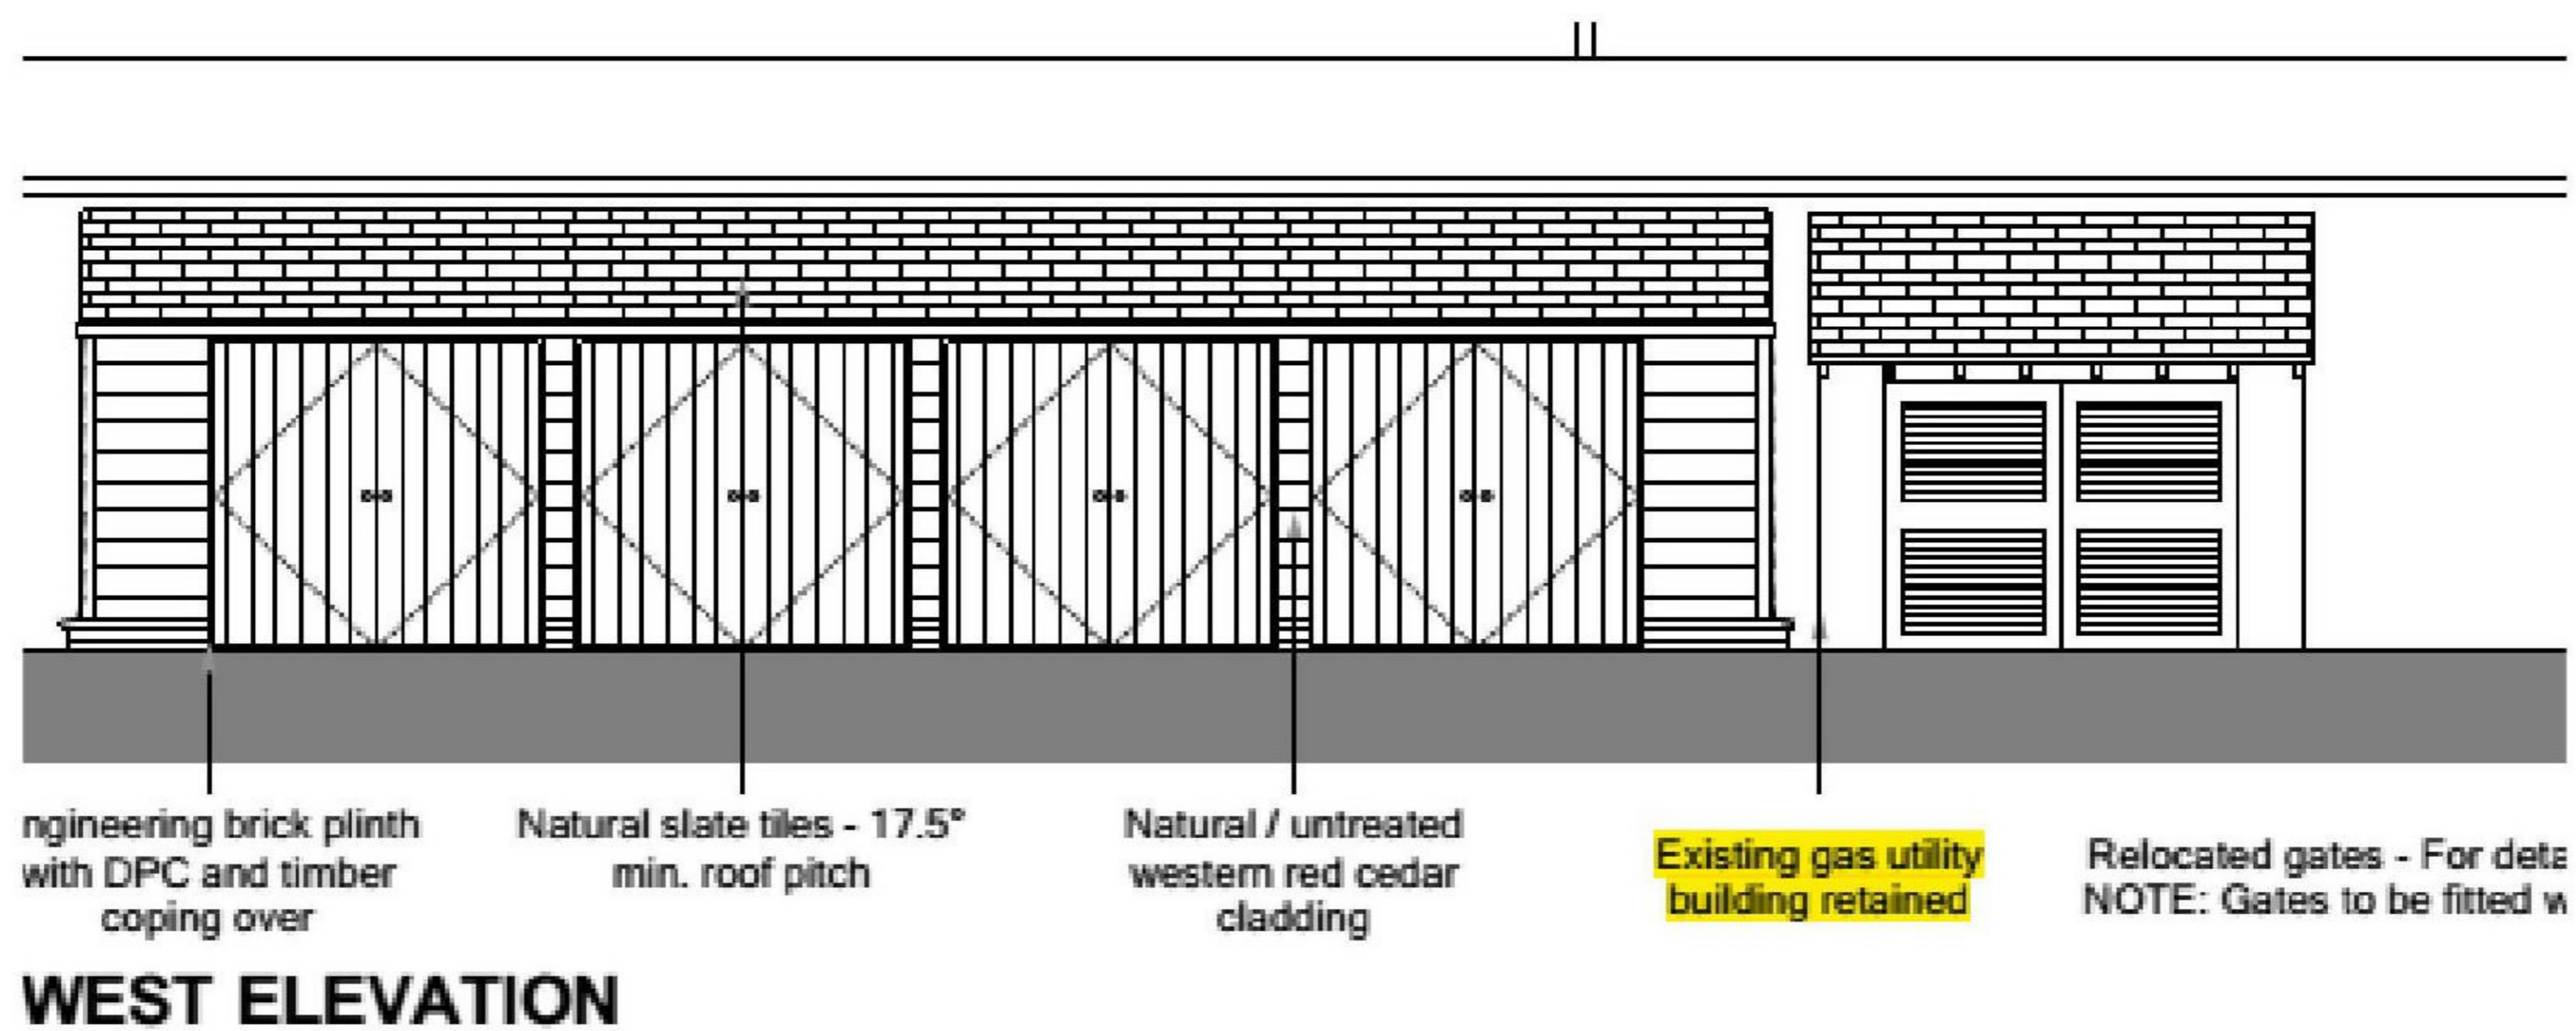 ngineering brick plinth
with DPC and timber
coping over
Natural slate tiles - 17.5°
min. roof pitch
Natural / untreated
western red cedar
cladding
Existing gas utility
building retained
Relocated gates - For deta
NOTE: Gates to be fitted w
WEST ELEVATION